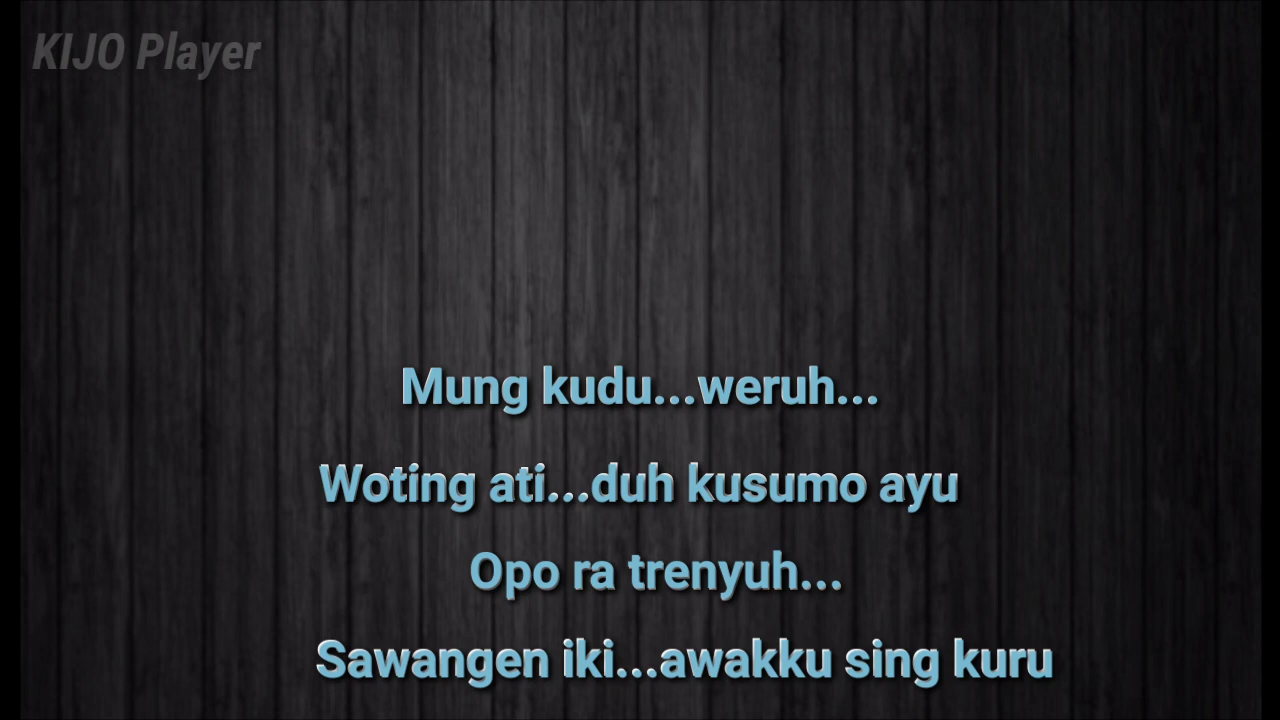 KIJO Player
Mung kudu...weruh...
Woting ati...duh kusumo ayu
Opo ra trenyuh...
Sawangen iki...awakku sing kuru